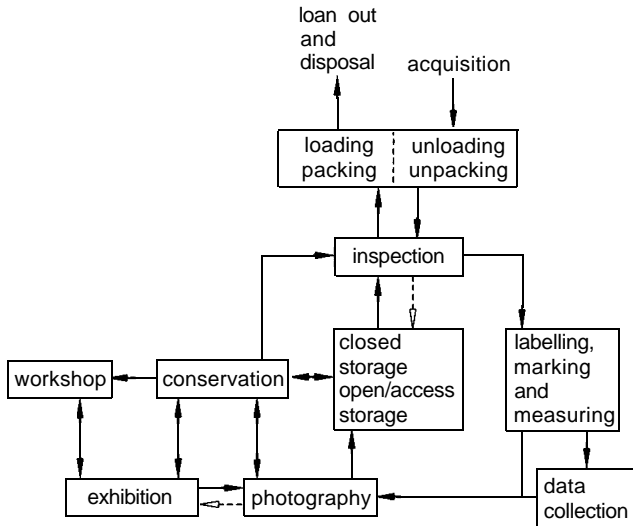 loan out
and
disposal
acquisition
loading
packing
unloading
unpacking
inspection
closed
storage
open/access
storage
labelling,
marking
and
measuring
workshop
conservation
exhibition
photography
data
collection